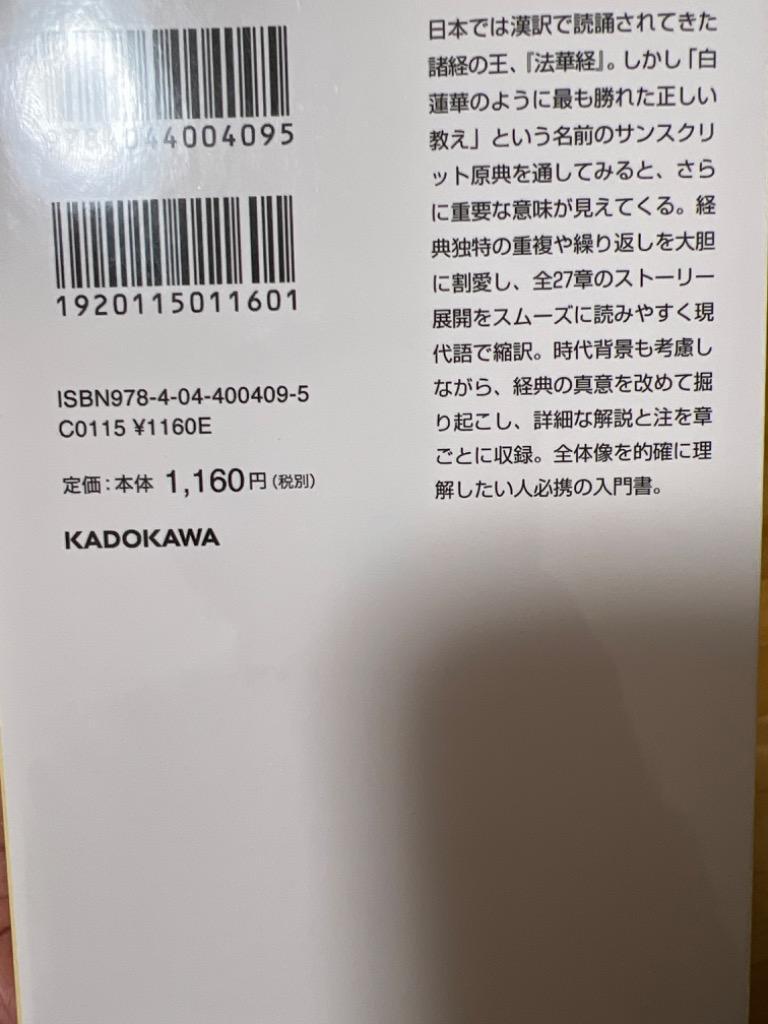 日本では漢訳で読誦されてきた
諸経の王、『法華経』。しかし「白
蓮華のように最も勝れた正しい
教え」という名前のサンスクリ
ット原典を通してみると、さら
に重要な意味が見えてくる。経
典独特の重複や繰り返しを大胆
に割愛し、全27章のストーリー
展開をスムーズに読みやすく現
代語で縮訳。時代背景も考慮し
ながら、経典の真意を改めて掘
り起こし、詳細な解説と注を章
ごとに収録。全体像を的確に理
解したい人必携の入門書。
9784044004095
1920115011601
ISBN978-4-04-400409-5
C0115 ¥1160E
定価:本体 1,160円(税別)
KADOKAWA